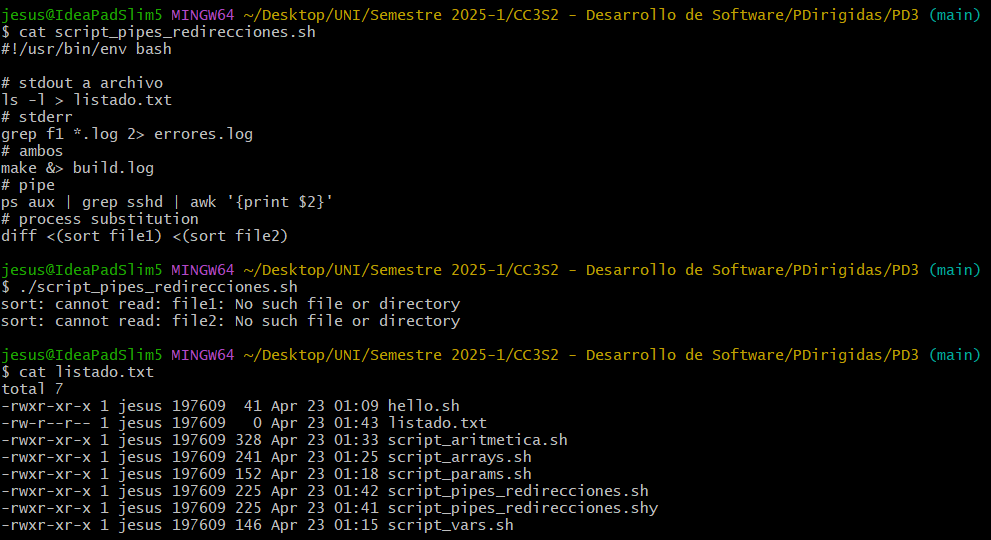 jesus@IdeaPadSlim5 MINGW64 ~/Desktop/UNI/Semestre 2025-1/CC3S2 - Desarrollo de Software/PDirigidas/PD3 (main)
$ cat script_pipes_redirecciones.sh
#!/usr/bin/env bash
# stdout a archivo
ls -l > listado.txt
# stderr
grep f1 *.log 2> errores.log
# ambos
make &> build.log
# pipe
ps aux | grep sshd | awk '{print $2}'
# process substitution
diff <(sort file1) <(sort file2)
jesus@IdeaPadSlim5 MINGW64 ~/Desktop/UNI/Semestre 2025-1/CC3S2 - Desarrollo de Software/PDirigidas/PD3 (main)
$ ./script_pipes_redirecciones.sh
sort: cannot read: file1: No such file or directory
sort: cannot read: file2: No such file or directory
jesus@IdeaPadSlim5 MINGW64 ~/Desktop/UNI/Semestre 2025-1/CC3S2 - Desarrollo de Software/PDirigidas/PD3 (main)
$ cat listado.txt
total 7
-rwxr-xr-x 1 jesus 197609  41 Apr 23 01:09 hello.sh
-rw-r--r-- 1 jesus 197609   0 Apr 23 01:43 listado.txt
-rwxr-xr-x 1 jesus 197609 328 Apr 23 01:33 script_aritmetica.sh
-rwxr-xr-x 1 jesus 197609 241 Apr 23 01:25 script_arrays.sh
-rwxr-xr-x 1 jesus 197609 152 Apr 23 01:18 script_params.sh
-rwxr-xr-x 1 jesus 197609 225 Apr 23 01:42 script_pipes_redirecciones.sh
-rwxr-xr-x 1 jesus 197609 225 Apr 23 01:41 script_pipes_redirecciones.shy
-rwxr-xr-x 1 jesus 197609 146 Apr 23 01:15 script_vars.sh